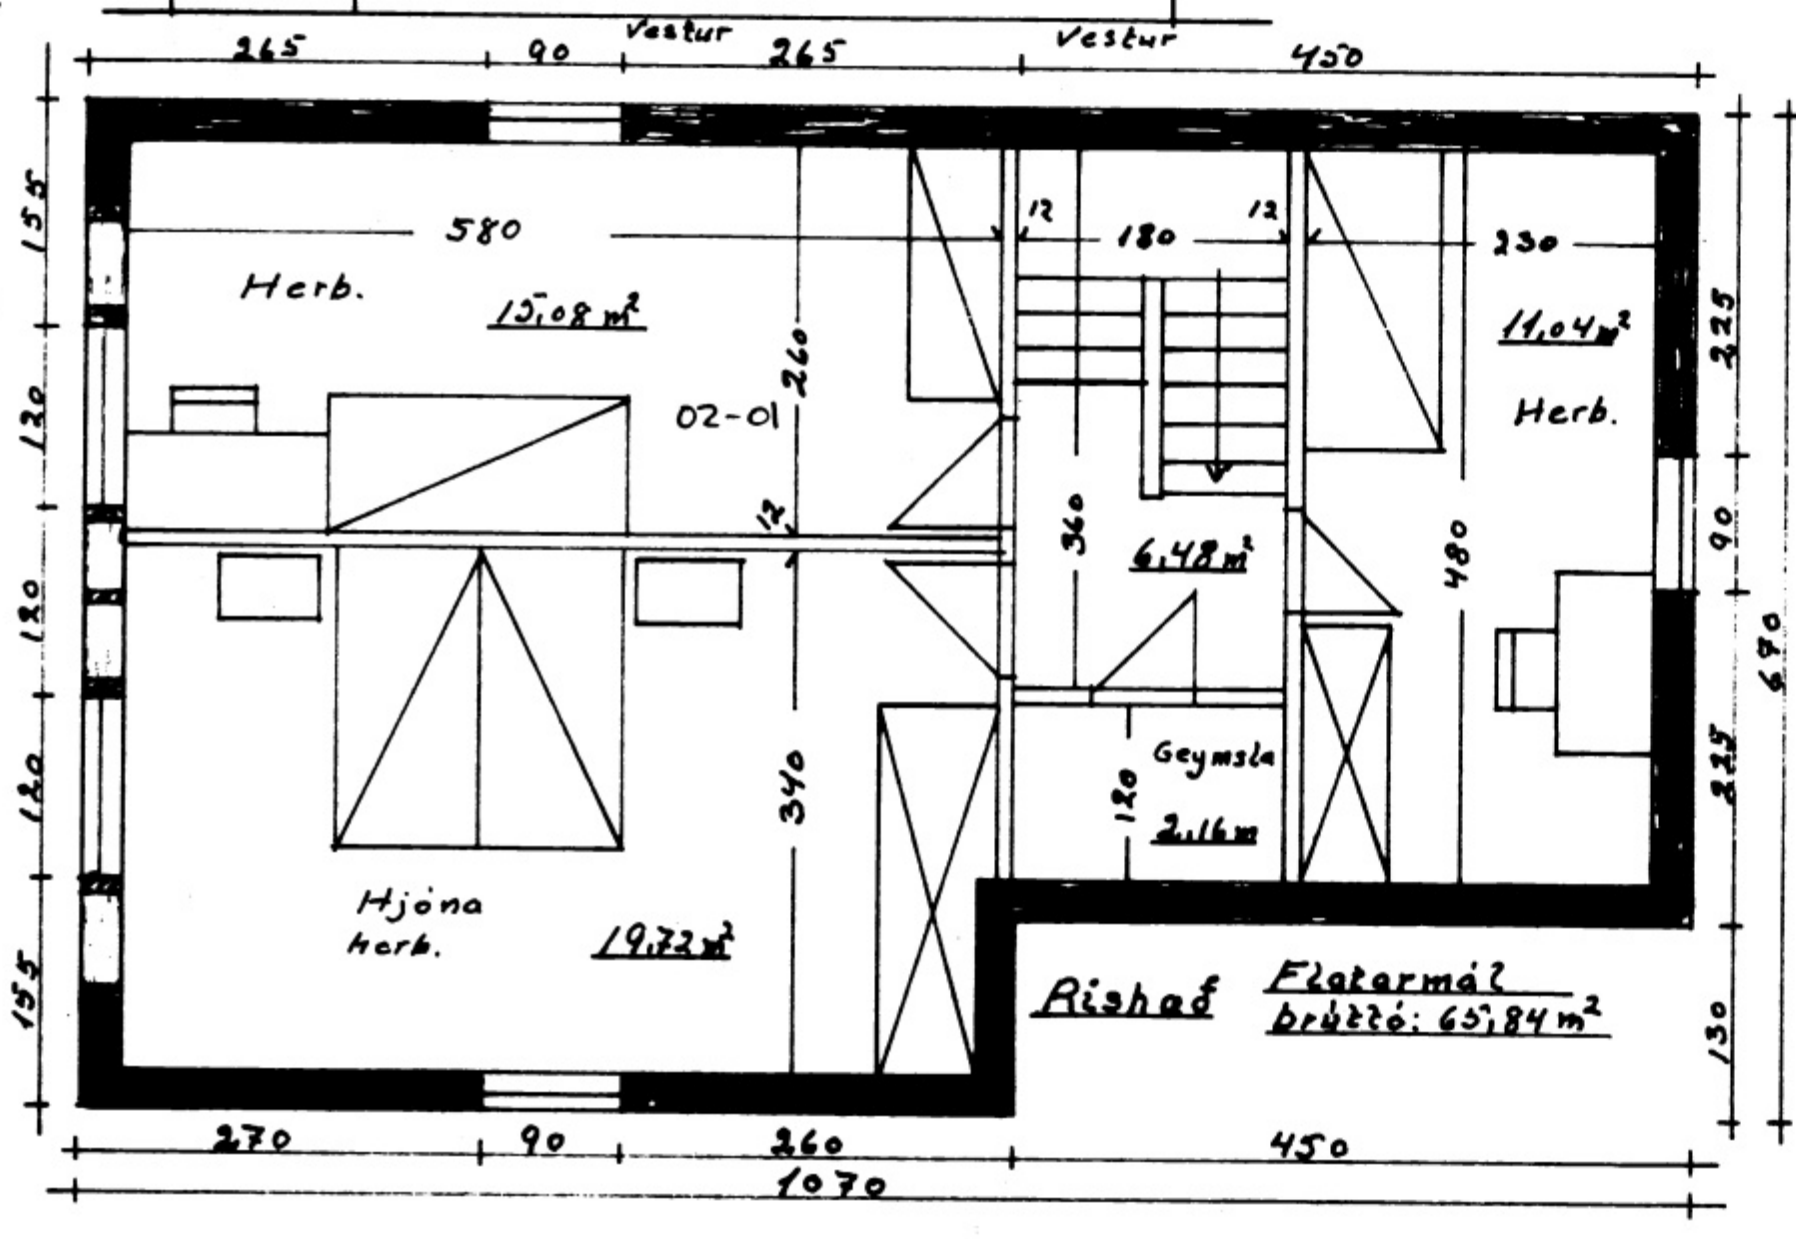 Vestur
Vestur
265
90
265
450
155
120
120
120
155
580
12
180
12
230
Herb.
15,08 m²
260
02-01
12
360
6,48 m²
480
11,04 m²
Herb.
225
90
225
130
670
340
120
Geymsla
2,16 m
Hjóna
herb.
19,72 m²
Rishæð
Flatarmál
brúttó: 65,84 m²
270
90
260
450
1070